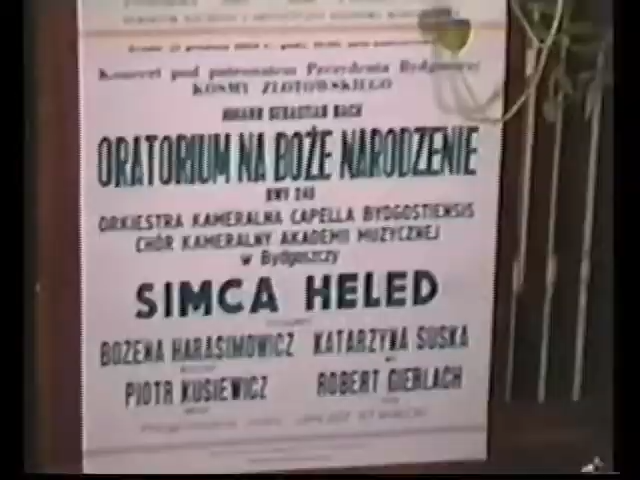 Koncert pod patronatem Prezydenta Bydgoszczy
KOSMY ZŁOTOWSKIEGO
JOHANN SEBASTIAN BACH
ORATORIUM NA BOŻE NARODZENIE
BWV 248
ORKIESTRA KAMERALNA CAPELLA BYDGOSTIENSIS
CHÓR KAMERALNY AKADEMII MUZYCZNEJ
w Bydgoszczy
SIMCA HELED
BOŻENA HARASIMOWICZ KATARZYNA SUSKA
PIOTR KUSIEWICZ ROBERT GIERLACH